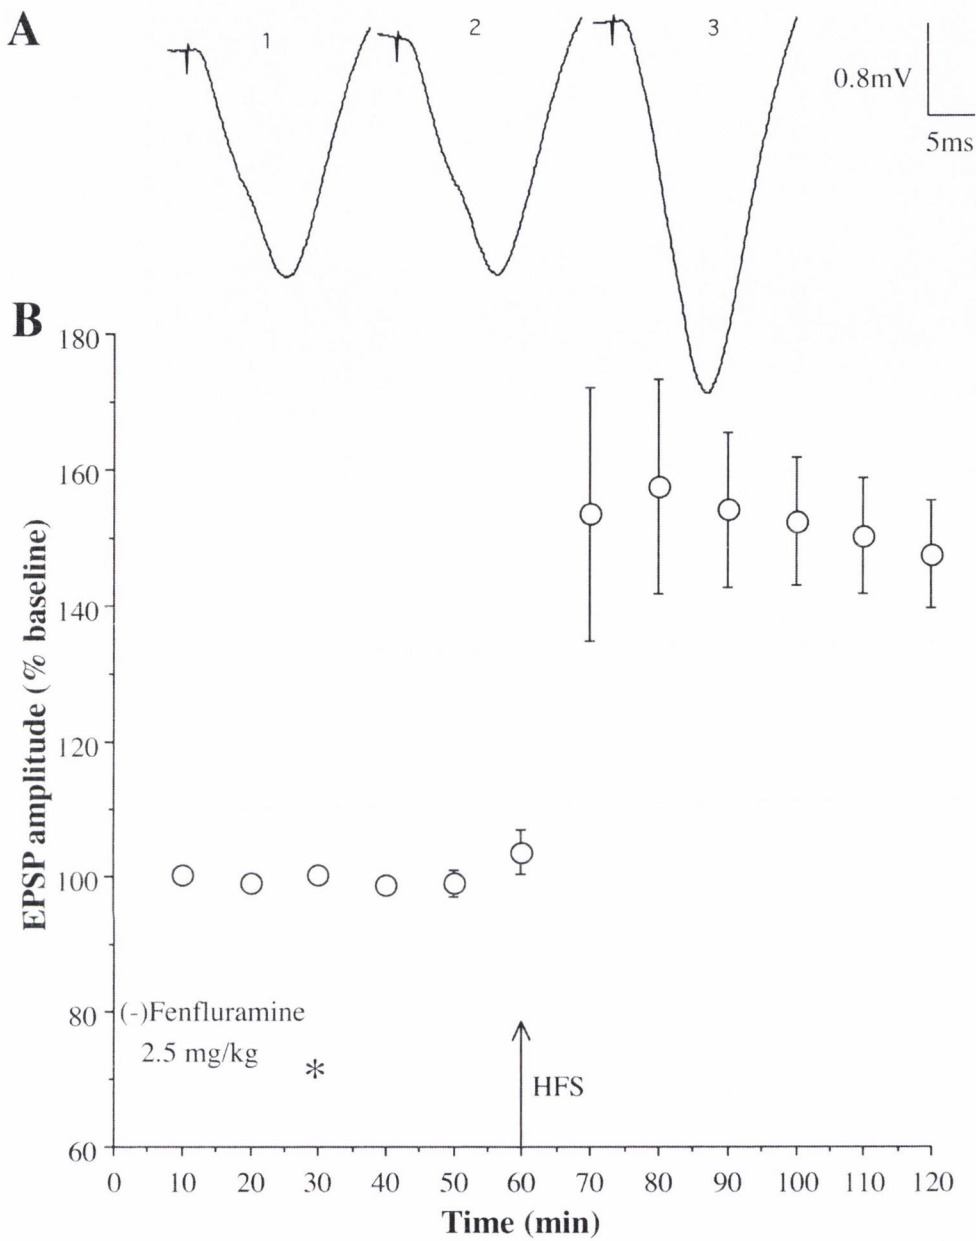 A
1 2 3
0.8mV
5ms
B
180
160
140
120
100
80
60
EPSP amplitude (% baseline)
(-)Fenfluramine
2.5 mg/kg
*
HFS
0 10 20 30 40 50 60 70 80 90 100 110 120
Time (min)